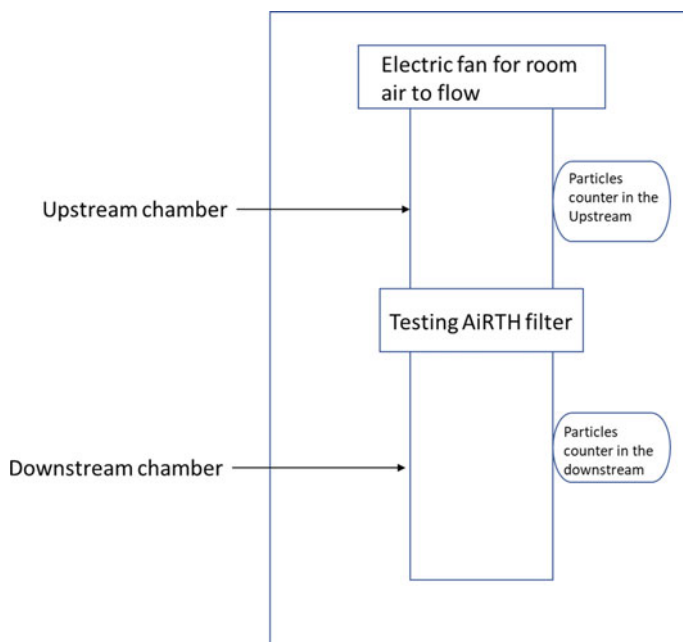 Electric fan for room
air to flow
Upstream chamber
Particles
counter in the
Upstream
Testing AiRTH filter
Downstream chamber
Particles
counter in the
downstream